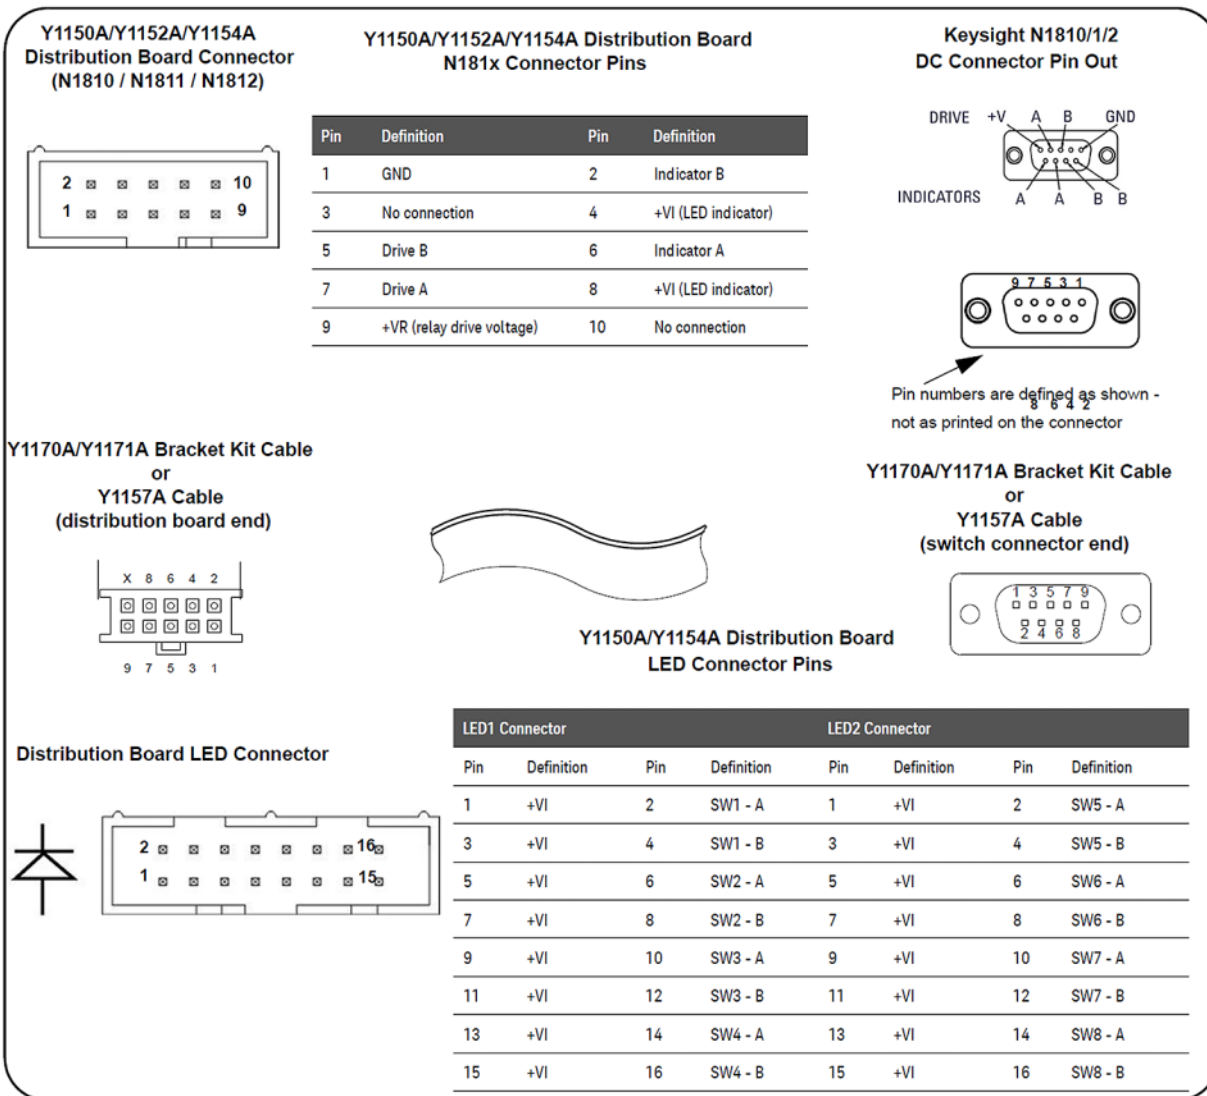 Y1150A/Y1152A/Y1154A
Distribution Board Connector
(N1810 / N1811 / N1812)
2 10
1 9
Y1150A/Y1152A/Y1154A Distribution Board
N181x Connector Pins
Pin Definition Pin Definition
1 GND 2 Indicator B
3 No connection 4 +VI (LED indicator)
5 Drive B 6 Indicator A
7 Drive A 8 +VI (LED indicator)
9 +VR (relay drive voltage) 10 No connection
Keysight N1810/1/2
DC Connector Pin Out
DRIVE +V A B GND
INDICATORS A A B B
9 7 5 3 1
Pin numbers are defined as shown -
8 6 4 2
not as printed on the connector
Y1170A/Y1171A Bracket Kit Cable
or
Y1157A Cable
(distribution board end)
X 8 6 4 2
9 7 5 3 1
Y1170A/Y1171A Bracket Kit Cable
or
Y1157A Cable
(switch connector end)
1 3 5 7 9
2 4 6 8
Distribution Board LED Connector
2 16
1 15
Y1150A/Y1154A Distribution Board
LED Connector Pins
LED1 Connector LED2 Connector
Pin Definition Pin Definition Pin Definition Pin Definition
1 +VI 2 SW1 - A 1 +VI 2 SW5 - A
3 +VI 4 SW1 - B 3 +VI 4 SW5 - B
5 +VI 6 SW2 - A 5 +VI 6 SW6 - A
7 +VI 8 SW2 - B 7 +VI 8 SW6 - B
9 +VI 10 SW3 - A 9 +VI 10 SW7 - A
11 +VI 12 SW3 - B 11 +VI 12 SW7 - B
13 +VI 14 SW4 - A 13 +VI 14 SW8 - A
15 +VI 16 SW4 - B 15 +VI 16 SW8 - B